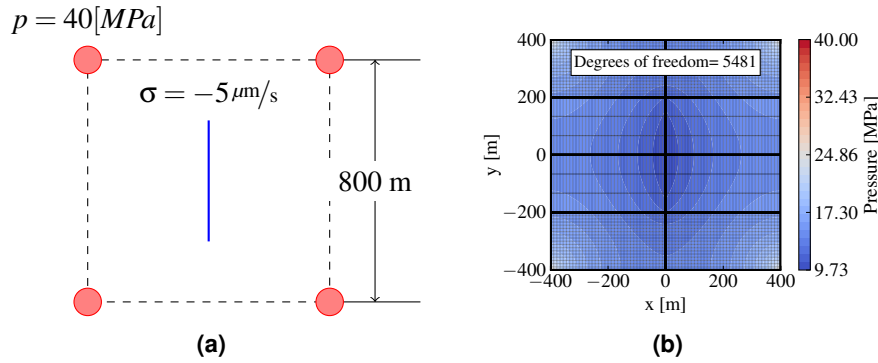 p = 40[MPa]
σ = −5 μm/s
800 m
(a)
Degrees of freedom= 5481
400
200
0
−200
−400
y [m]
−400 −200 0 200 400
x [m]
40.00
32.43
24.86
17.30
9.73
Pressure [MPa]
(b)